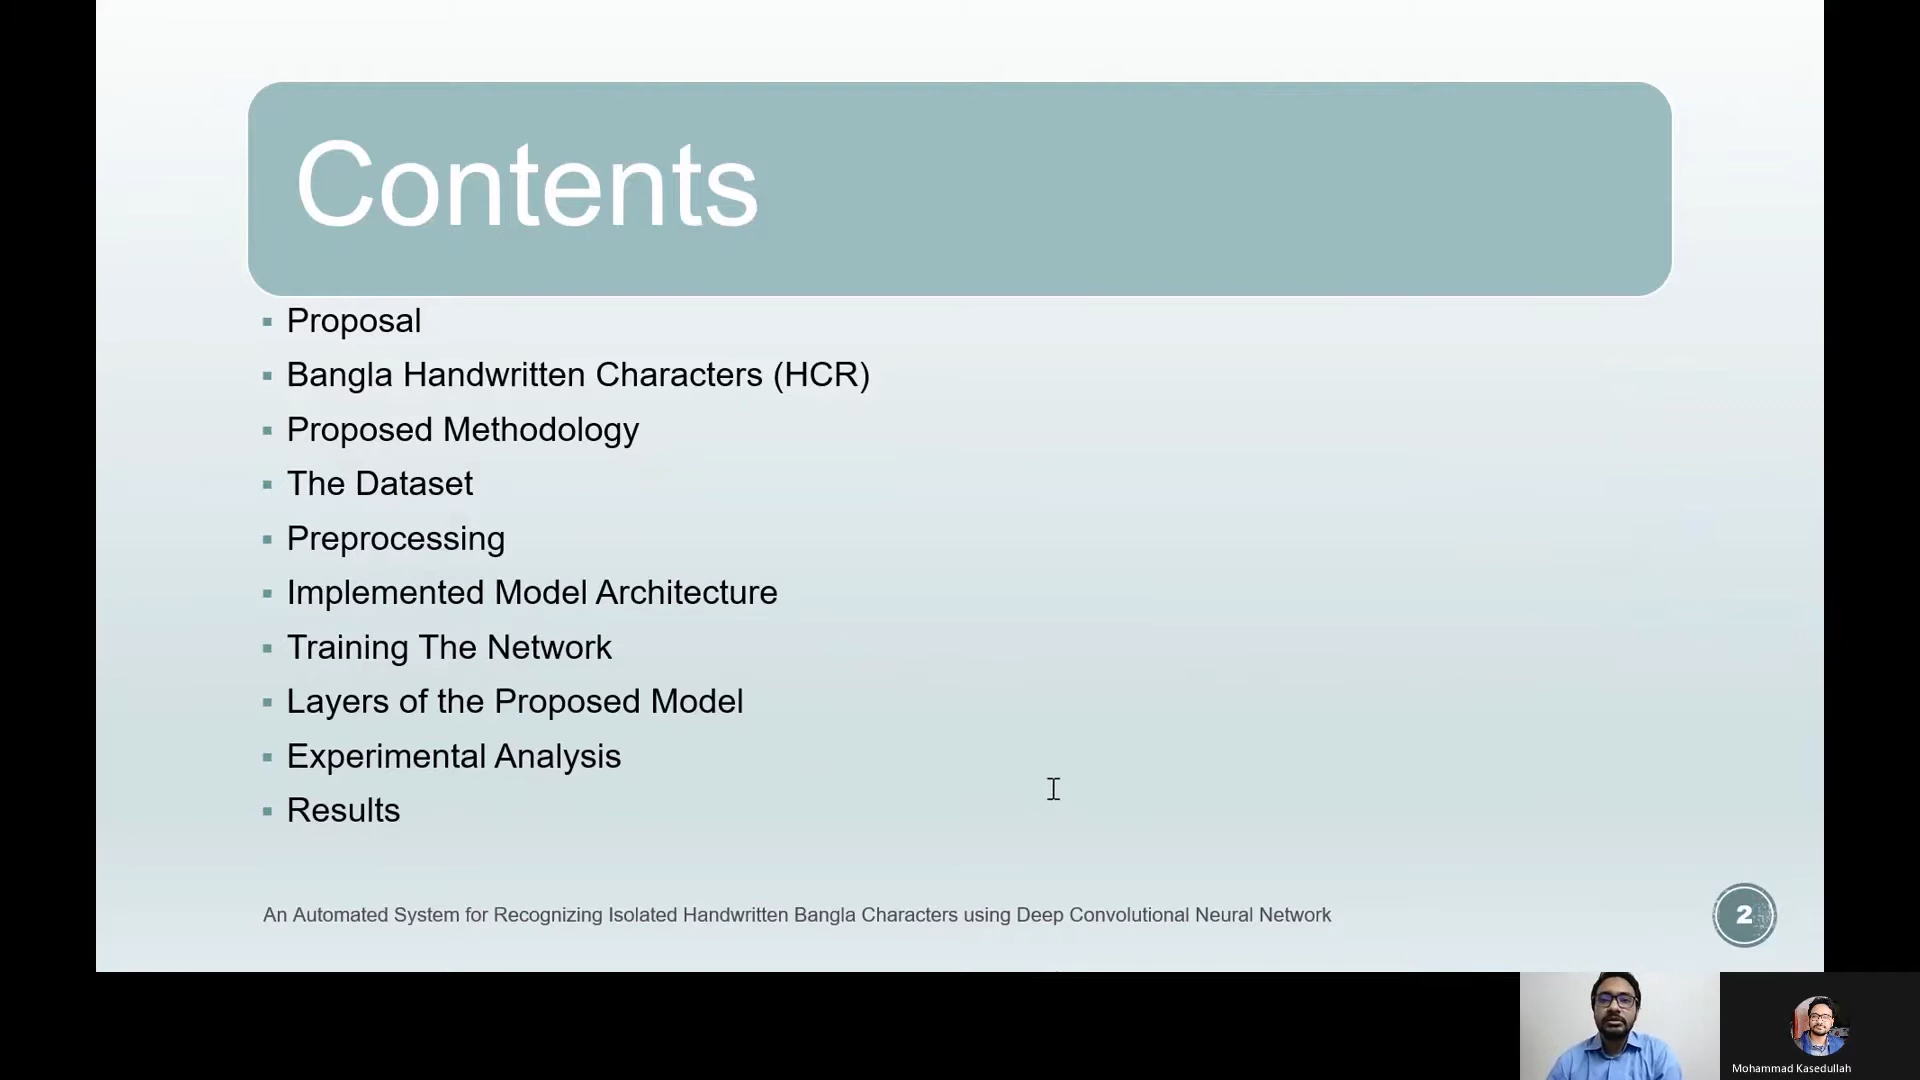 Contents
Proposal
Bangla Handwritten Characters (HCR)
Proposed Methodology
The Dataset
Preprocessing
Implemented Model Architecture
Training The Network
Layers of the Proposed Model
Experimental Analysis
Results
An Automated System for Recognizing Isolated Handwritten Bangla Characters using Deep Convolutional Neural Network
2
Mohammad Kasedullah